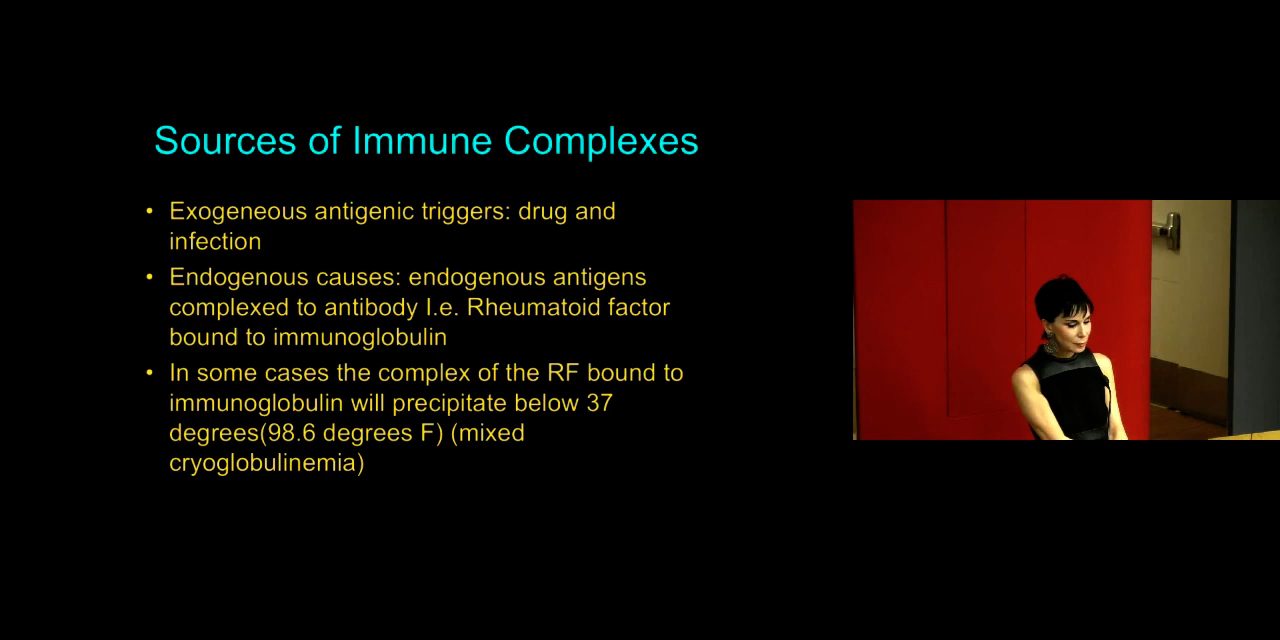 Sources of Immune Complexes
• Exogeneous antigenic triggers: drug and
infection
• Endogenous causes: endogenous antigens
complexed to antibody I.e. Rheumatoid factor
bound to immunoglobulin
• In some cases the complex of the RF bound to
immunoglobulin will precipitate below 37
degrees(98.6 degrees F) (mixed
cryoglobulinemia)